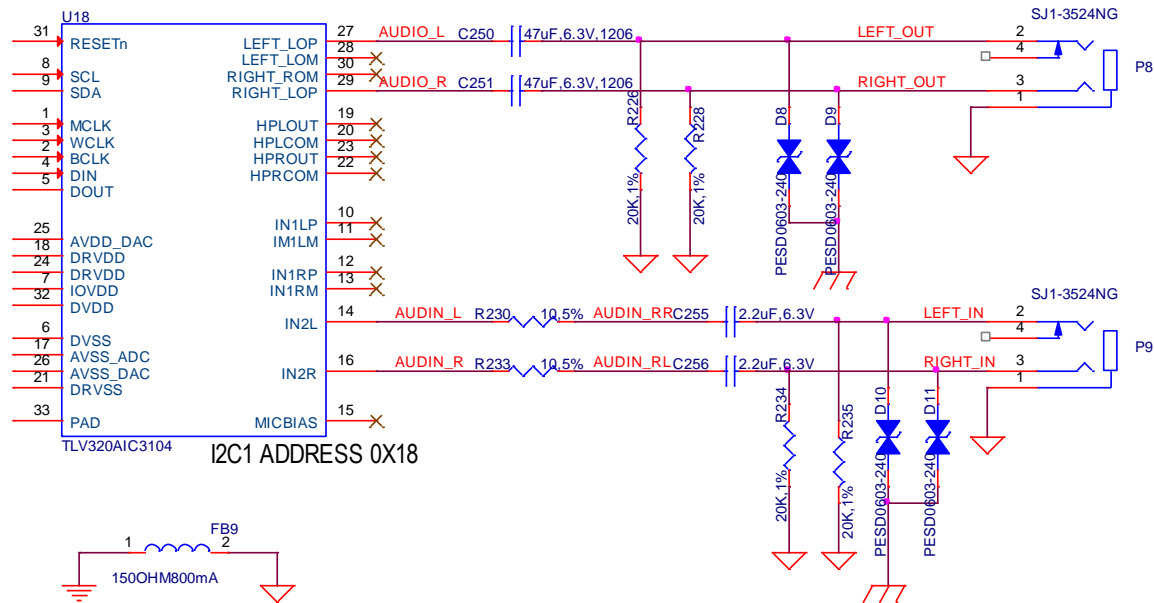 U18
SJ1-3524NG
31 RESETn
8 SCL
9 SDA
1 MCLK
3 WCLK
2 BCLK
4 DIN
5 DOUT
25 AVDD_DAC
18 DRVDD
24 DRVDD
7 IOVDD
32 DVDD
6 DVSS
17 AVSS_ADC
26 AVSS_DAC
21 DRVSS
33 PAD
LEFT_LOP 27 AUDIO_L C250 47uF,6.3V,1206 LEFT_OUT 2
LEFT_LOM 28
4
RIGHT_ROM 30
RIGHT_LOP 29 AUDIO_R C251 47uF,6.3V,1206 RIGHT_OUT 3
1
P8
HPLOUT 19
HPLCOM 20
HPROUT 23
HPRCOM 22
R226
20K,1%
R228
20K,1%
D8
PESD0603-240
D9
PESD0603-240
IN1LP 10
IM1LM 11
IN1RP 12
IN1RM 13
SJ1-3524NG
IN2L 14 AUDIN_L R230 10,5% AUDIN_RR C255 2.2uF,6.3V LEFT_IN 2
4
IN2R 16 AUDIN_R R233 10,5% AUDIN_RL C256 2.2uF,6.3V RIGHT_IN 3
1
P9
MICBIAS 15
R234
20K,1%
R235
20K,1%
D10
PESD0603-240
D11
PESD0603-240
TLV320AIC3104
I2C1 ADDRESS 0X18
FB9
1 2
150OHM800mA